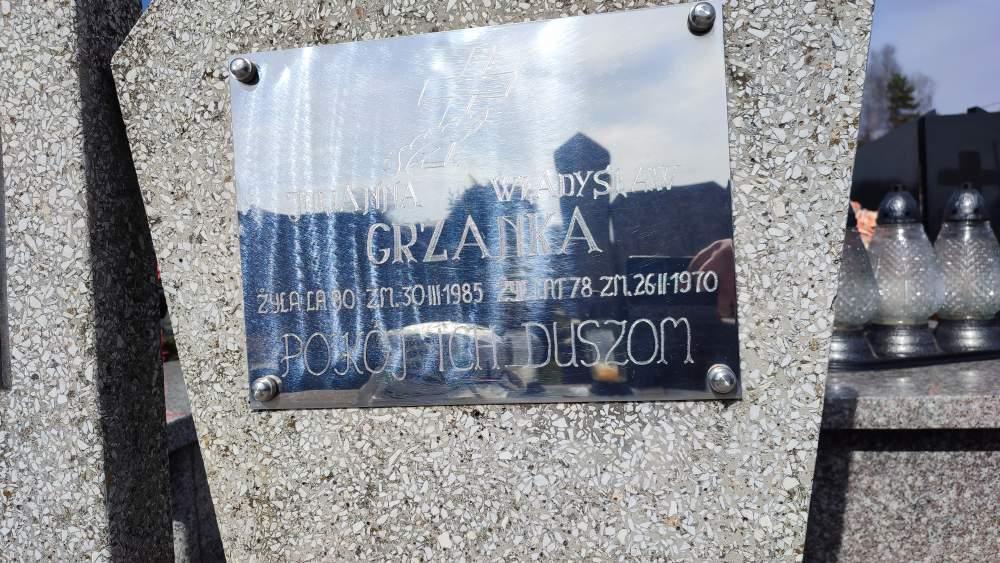 JULIANNA WŁADYSŁAW
GRZANKA
ŻYŁA LA 90 ZM. 30 III 1985 ŻYŁ LAT 78 ZM. 26 II 1970
POKÓJ ICH DUSZOM